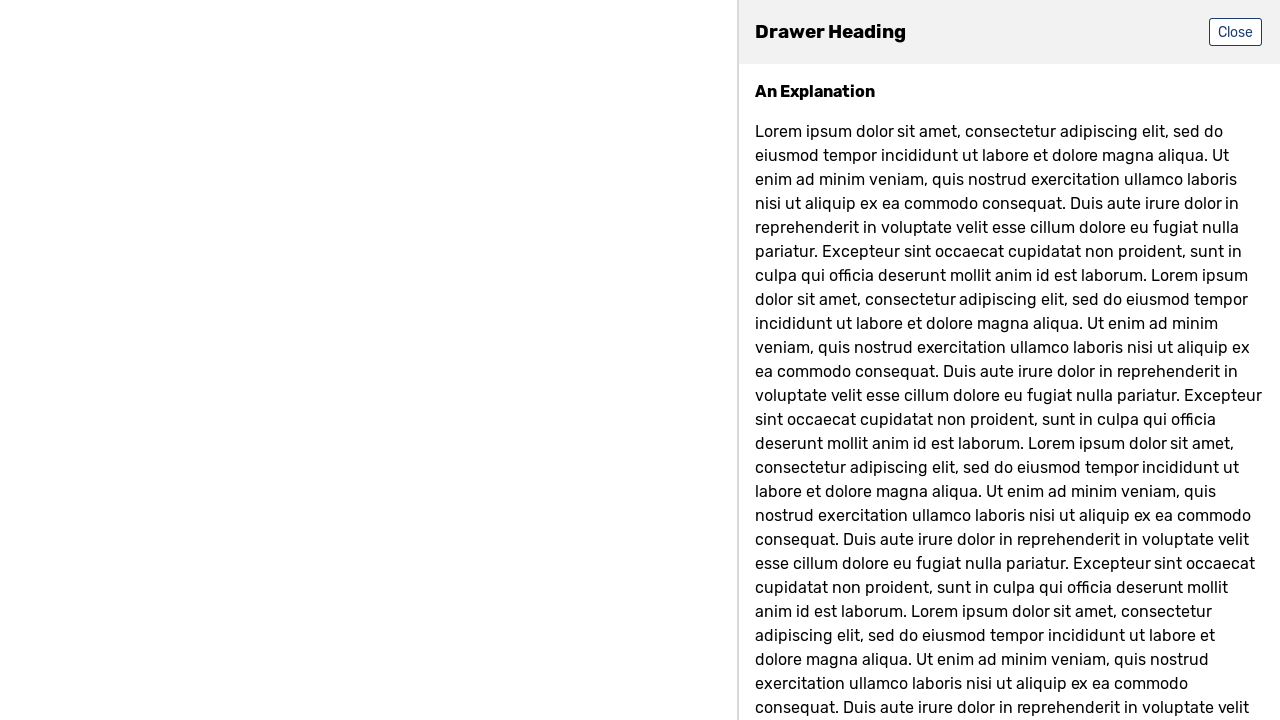 Drawer Heading
Close
An Explanation
Lorem ipsum dolor sit amet, consectetur adipiscing elit, sed do
eiusmod tempor incididunt ut labore et dolore magna aliqua. Ut
enim ad minim veniam, quis nostrud exercitation ullamco laboris
nisi ut aliquip ex ea commodo consequat. Duis aute irure dolor in
reprehenderit in voluptate velit esse cillum dolore eu fugiat nulla
pariatur. Excepteur sint occaecat cupidatat non proident, sunt in
culpa qui officia deserunt mollit anim id est laborum. Lorem ipsum
dolor sit amet, consectetur adipiscing elit, sed do eiusmod tempor
incididunt ut labore et dolore magna aliqua. Ut enim ad minim
veniam, quis nostrud exercitation ullamco laboris nisi ut aliquip ex
ea commodo consequat. Duis aute irure dolor in reprehenderit in
voluptate velit esse cillum dolore eu fugiat nulla pariatur. Excepteur
sint occaecat cupidatat non proident, sunt in culpa qui officia
deserunt mollit anim id est laborum. Lorem ipsum dolor sit amet,
consectetur adipiscing elit, sed do eiusmod tempor incididunt ut
labore et dolore magna aliqua. Ut enim ad minim veniam, quis
nostrud exercitation ullamco laboris nisi ut aliquip ex ea commodo
consequat. Duis aute irure dolor in reprehenderit in voluptate velit
esse cillum dolore eu fugiat nulla pariatur. Excepteur sint occaecat
cupidatat non proident, sunt in culpa qui officia deserunt mollit
anim id est laborum. Lorem ipsum dolor sit amet, consectetur
adipiscing elit, sed do eiusmod tempor incididunt ut labore et
dolore magna aliqua. Ut enim ad minim veniam, quis nostrud
exercitation ullamco laboris nisi ut aliquip ex ea commodo
consequat. Duis aute irure dolor in reprehenderit in voluptate velit